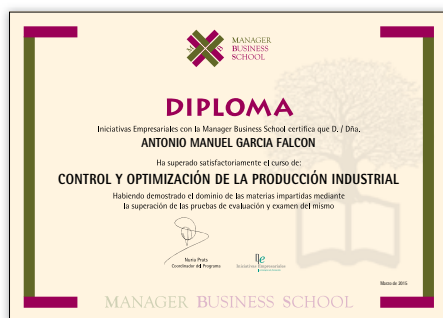 M B
MANAGER
BUSINESS
SCHOOL
DIPLOMA
Iniciativas Empresariales con la Manager Business School certifica que D. / Dña.
ANTONIO MANUEL GARCIA FALCON
Ha superado satisfactoriamente el curso de:
CONTROL Y OPTIMIZACIÓN DE LA PRODUCCIÓN INDUSTRIAL
Habiendo demostrado el dominio de las materias impartidas mediante
la superación de las pruebas de evaluación y examen del mismo
Nuria Prats
Coordinador del Programa
Iniciativas Empresariales
Marzo de 2015
MANAGER BUSINESS SCHOOL